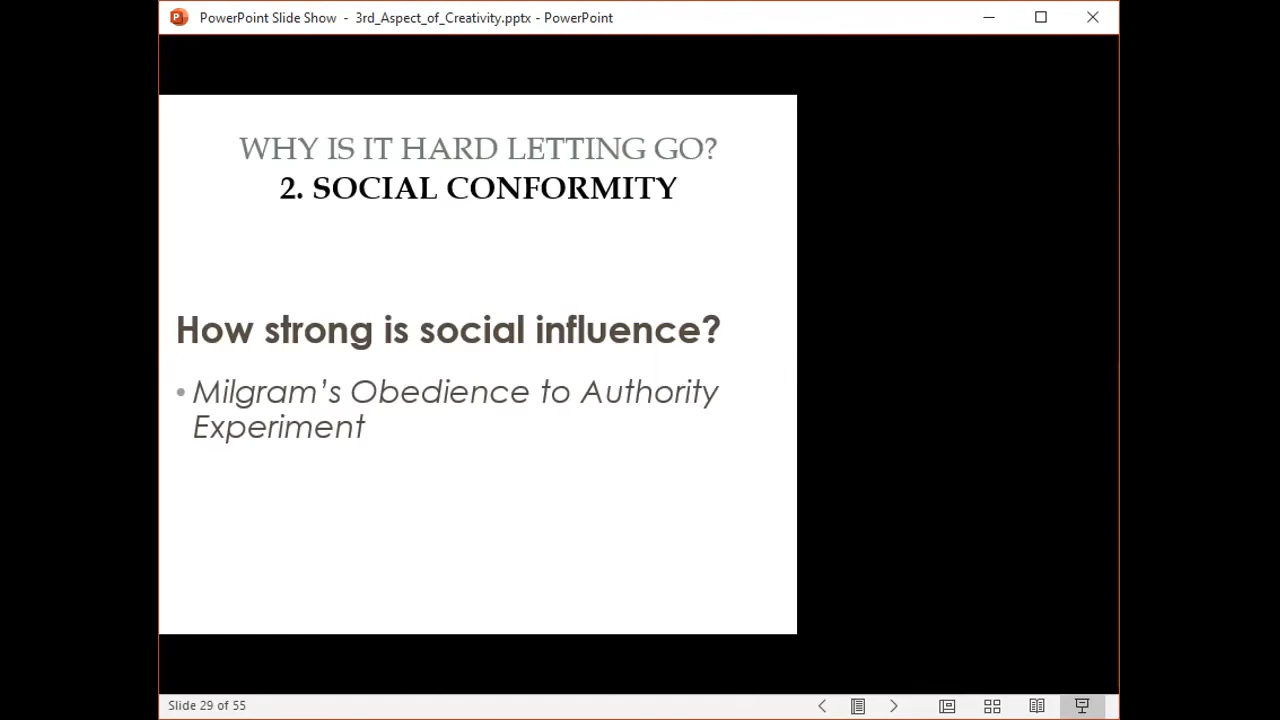 PowerPoint Slide Show - 3rd_Aspect_of_Creativity.pptx - PowerPoint
WHY IS IT HARD LETTING GO?
2. SOCIAL CONFORMITY
How strong is social influence?
• Milgram’s Obedience to Authority
Experiment
Slide 29 of 55